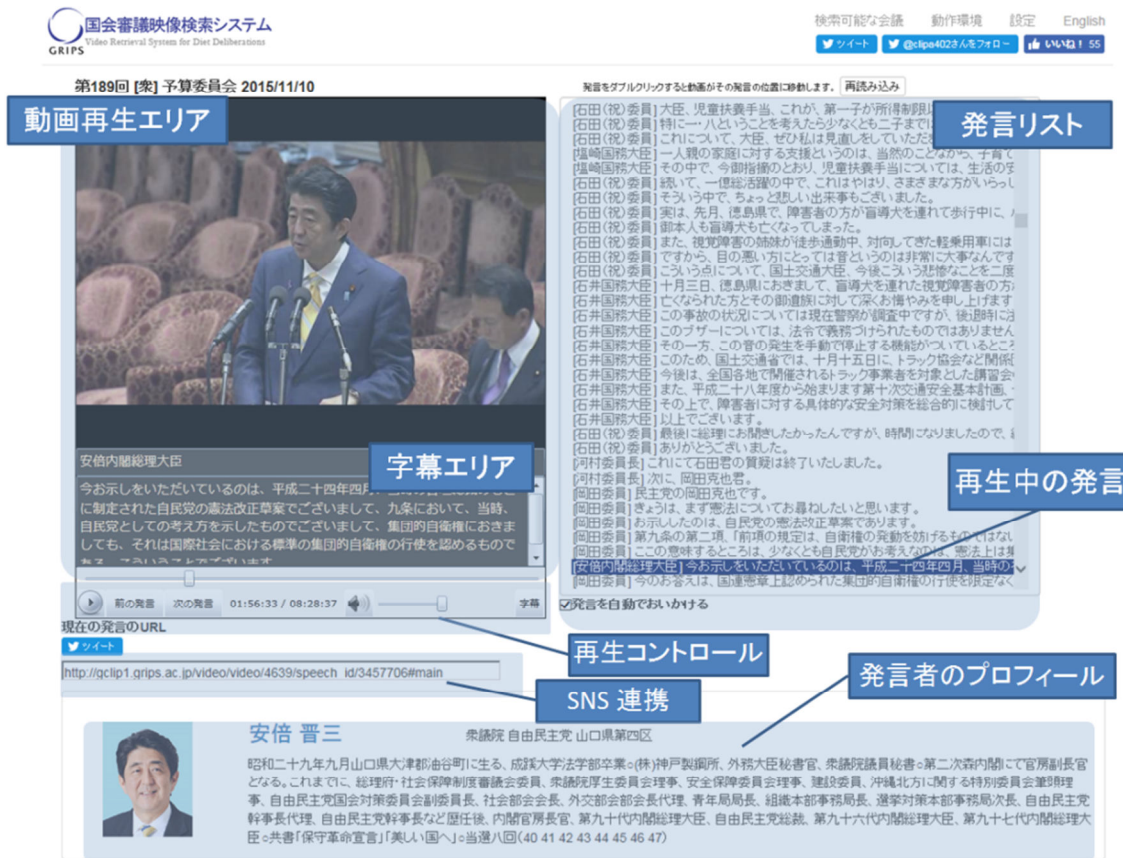 国会審議映像検索システム
GRIPS Video Retrieval System for Diet Deliberations
検索可能な会議 動作環境 設定 English
ツイート @clipa402さんをフォロー いいね! 55
第189回 [衆] 予算委員会 2015/11/10
発言をダブルクリックすると動画がその発言の位置に移動します。 再読み込み
動画再生エリア
発言リスト
[石田(祝)委員] 大臣、児童扶養手当、これが、第一子が所得制限
[石田(祝)委員] 特に一・八ということを考えたら少なくとも二子まで
[石田(祝)委員] これについて、大臣、ぜひ私は見直しをしていただ
[塩崎国務大臣] 一人親の家庭に対する支援というのは、当然のことながら、子育て
[塩崎国務大臣] その中で、今御指摘のとおり、児童扶養手当については、生活の安
[石田(祝)委員] 続いて、一億総活躍の中で、これはやはり、さまざまな方がいらっし
[石田(祝)委員] そういう中で、ちょっと悲しい出来事もございました。
[石田(祝)委員] 実は、先月、徳島県で、障害者の方が盲導犬を連れて歩行中に、
[石田(祝)委員] 御本人も盲導犬も亡くなってしまった。
[石田(祝)委員] また、視覚障害の姉妹が徒歩通勤中、対向してきた軽乗用車には
[石田(祝)委員] ですから、目の悪い方にとっては音というのは非常に大事なんです
[石田(祝)委員] こういう点について、国土交通大臣、今後こういう悲惨なことを二度
[石井国務大臣] 十月三日、徳島県におきまして、盲導犬を連れた視覚障害者の方
[石井国務大臣] 亡くなられた方とその御遺族に対して深くお悔やみを申し上げます
[石井国務大臣] この事故の状況については現在警察が調査中ですが、後退時に注
[石井国務大臣] このブザーについては、法令で義務づけられたものではありません
[石井国務大臣] その一方、この音の発生を手動で停止する機能がついているところ
[石井国務大臣] このため、国土交通省では、十月十五日に、トラック協会など関係
[石井国務大臣] 今後は、全国各地で開催されるトラック事業者を対象とした講習会
[石井国務大臣] また、平成二十八年度から始まります第十次交通安全基本計画、
[石井国務大臣] その上で、障害者に対する具体的な安全対策を総合的に検討して
[石井国務大臣] 以上でございます。
[石田(祝)委員] 最後に総理にお聞きしたかったんですが、時間になりましたので、
[石田(祝)委員] ありがとうございました。
[河村委員長] これにて石田君の質疑は終了いたしました。
[河村委員長] 次に、岡田克也君。
[岡田委員] 民主党の岡田克也です。
[岡田委員] きょうは、まず憲法についてお尋ねしたいと思います。
[岡田委員] お示ししたのは、自民党の憲法改正草案であります。
[岡田委員] 第九条の第二項、「前項の規定は、自衛権の発動を妨げるものではない
[岡田委員] ここの意味するところは、少なくとも自民党がお考えなのは、憲法上は集
[安倍内閣総理大臣] 今お示しをいただいているのは、平成二十四年四月、当時の
[岡田委員] 今のお答えは、国連憲章上認められた集団的自衛権の行使を限定なく
再生中の発言
☑発言を自動でおいかける
安倍内閣総理大臣
字幕エリア
今お示しをいただいているのは、平成二十四年四月
に制定された自民党の憲法改正草案でございまして、九条において、当時、
自民党としての考え方を示したものでございまして、集団的自衛権におきま
しても、それは国際社会における標準の集団的自衛権の行使を認めるもので
ある、こういうことでございます
前の発言 次の発言 01:56:33 / 08:28:37 字幕
現在の発言のURL
ツイート
http://gclip1.grips.ac.jp/video/video/4639/speech_id/3457706#main
再生コントロール
SNS 連携
発言者のプロフィール
安倍 晋三 衆議院 自由民主党 山口県第四区
昭和二十九年九月山口県大津郡油谷町に生る、成蹊大学法学部卒業○(株)神戸製鋼所、外務大臣秘書官、衆議院議員秘書○第二次森内閣にて官房副長官
となる。これまでに、総理府・社会保障制度審議会委員、衆議院厚生委員会理事、安全保障委員会理事、建設委員、沖縄北方に関する特別委員会筆頭理
事、自由民主党国会対策委員会副委員長、社会部会会長、外交部会部会長代理、青年局局長、組織本部事務局長、選挙対策本部事務局次長、自由民主党
幹事長代理、自由民主党幹事長など歴任後、内閣官房長官、第九十代内閣総理大臣、自由民主党総裁、第九十六代内閣総理大臣、第九十七代内閣総理大
臣○共書「保守革命宣言」「美しい国へ」○当選八回(40 41 42 43 44 45 46 47)